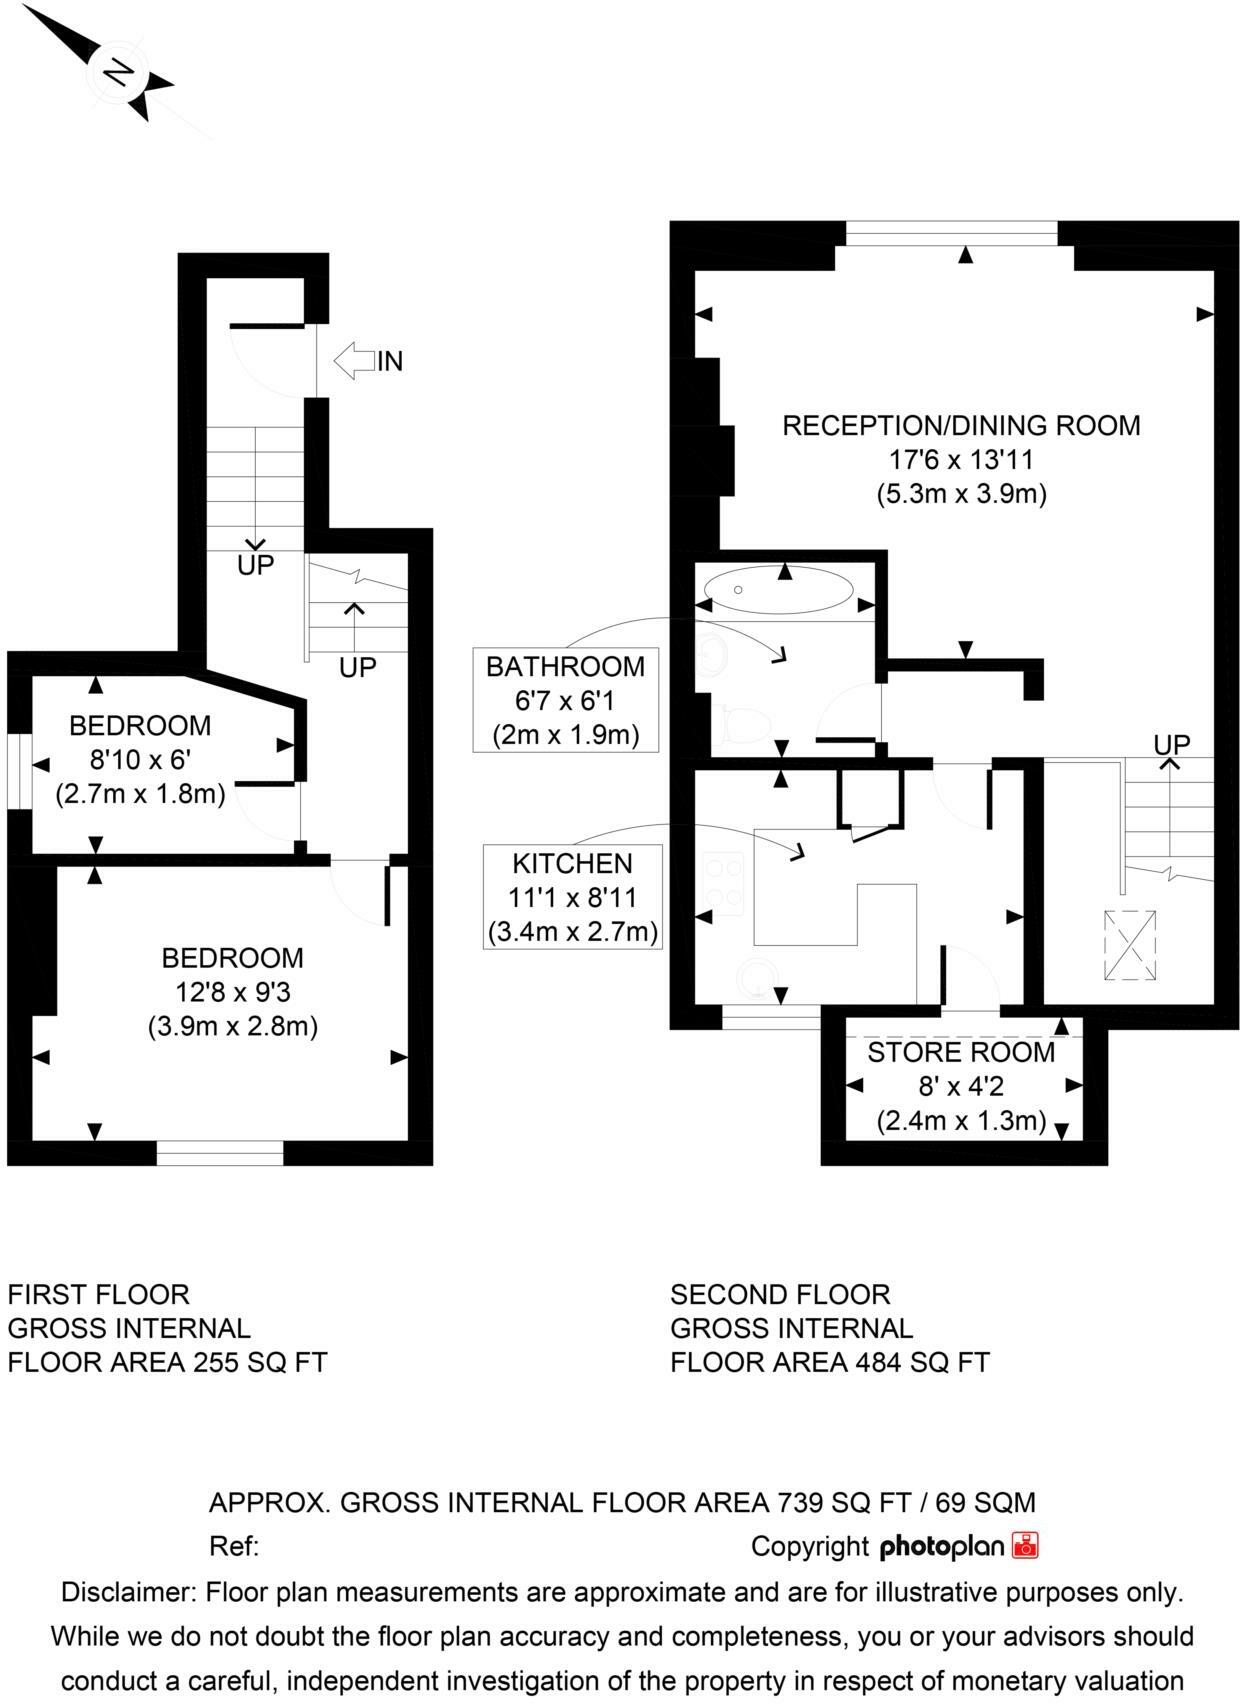 N
IN
UP
UP
BEDROOM
8'10 x 6'
(2.7m x 1.8m)
BEDROOM
12'8 x 9'3
(3.9m x 2.8m)
RECEPTION/DINING ROOM
17'6 x 13'11
(5.3m x 3.9m)
BATHROOM
6'7 x 6'1
(2m x 1.9m)
UP
KITCHEN
11'1 x 8'11
(3.4m x 2.7m)
STORE ROOM
8' x 4'2
(2.4m x 1.3m)
FIRST FLOOR
GROSS INTERNAL
FLOOR AREA 255 SQ FT
SECOND FLOOR
GROSS INTERNAL
FLOOR AREA 484 SQ FT
APPROX. GROSS INTERNAL FLOOR AREA 739 SQ FT / 69 SQM
Ref:
Copyright photoplan
Disclaimer: Floor plan measurements are approximate and are for illustrative purposes only.
While we do not doubt the floor plan accuracy and completeness, you or your advisors should
conduct a careful, independent investigation of the property in respect of monetary valuation